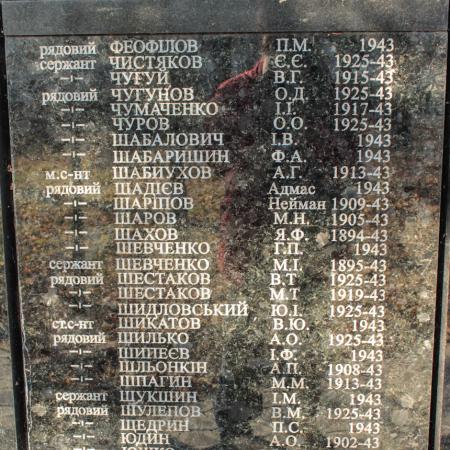 рядовий ФЕОФІЛОВ П.М. 1943
сержант ЧИСТЯКОВ Є.Є. 1925-43
-ı- ЧУГУЙ В.Г. 1915-43
рядовий ЧУГУНОВ О.Д. 1925-43
-ı- ЧУМАЧЕНКО І.Г. 1917-43
-ı- ЧУРОВ О.О. 1925-43
-ı- ШАБАЛОВИЧ І.В. 1943
-ı- ШАБАРИШИН Ф.А. 1943
м.с-нт ШАБИУХОВ А.Г. 1913-43
рядовий ШАДІЄВ Адмас 1943
-ı- ШАРІПОВ Нейман 1909-43
-ı- ШАРОВ М.Н. 1905-43
-ı- ШАХОВ Я.Ф. 1894-43
-ı- ШЕВЧЕНКО Г.П. 1943
сержант ШЕВЧЕНКО М.І. 1895-43
рядовий ШЕСТАКОВ В.Т. 1925-43
-ı- ШЕСТАКОВ М.Т 1919-43
-ı- ШИДЛОВСЬКИЙ Ю.І. 1925-43
ст.с-нт ШИКАТОВ В.Ю. 1943
рядовий ШИЛЬКО А.О. 1925-43
-ı- ШИПЕЄВ І.Ф. 1943
-ı- ШЛЬОНКІН А.П. 1908-43
-ı- ШПАГИН М.М. 1913-43
сержант ШУКШИН І.М. 1943
рядовий ШУЛЕНОВ В.М. 1925-43
-ı- ЩЕДРИН П.С. 1943
-ı- ЮДИН А.О. 1902-43